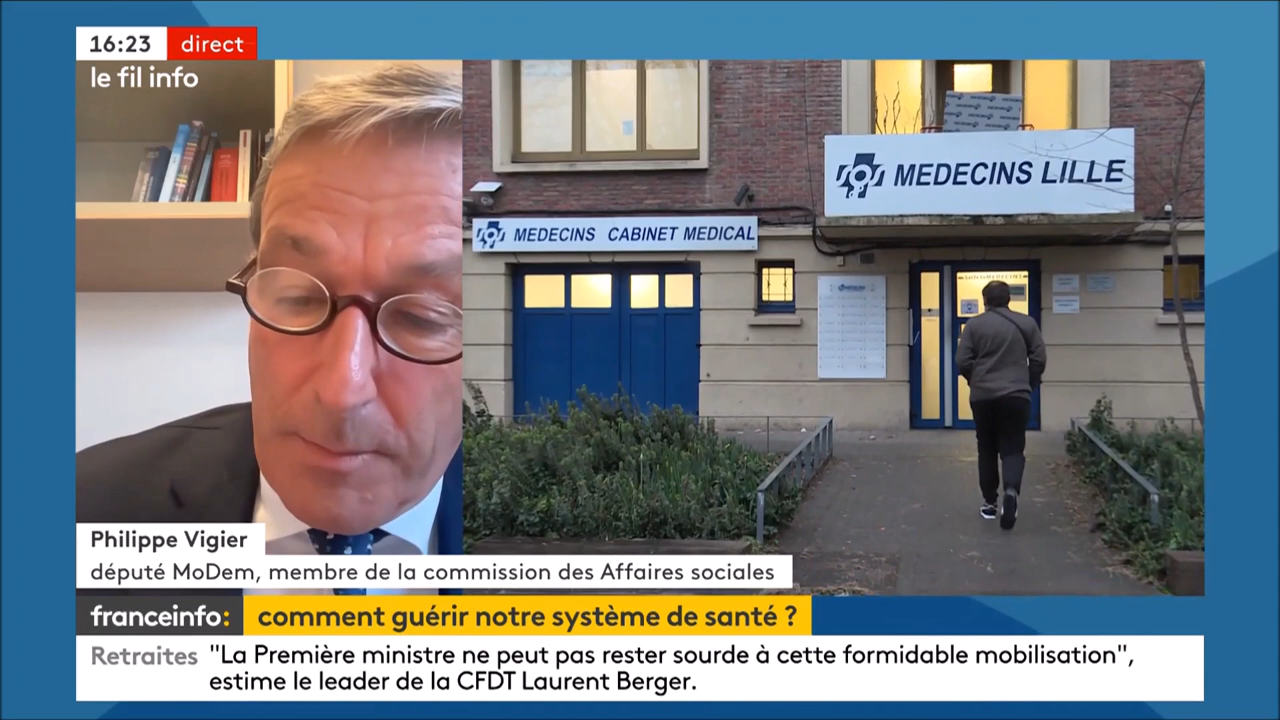 16:23 direct
le fil info
MEDECINS LILLE
MEDECINS CABINET MEDICAL
Philippe Vigier
député MoDem, membre de la commission des Affaires sociales
franceinfo: comment guérir notre système de santé ?
Retraites "La Première ministre ne peut pas rester sourde à cette formidable mobilisation",
estime le leader de la CFDT Laurent Berger.